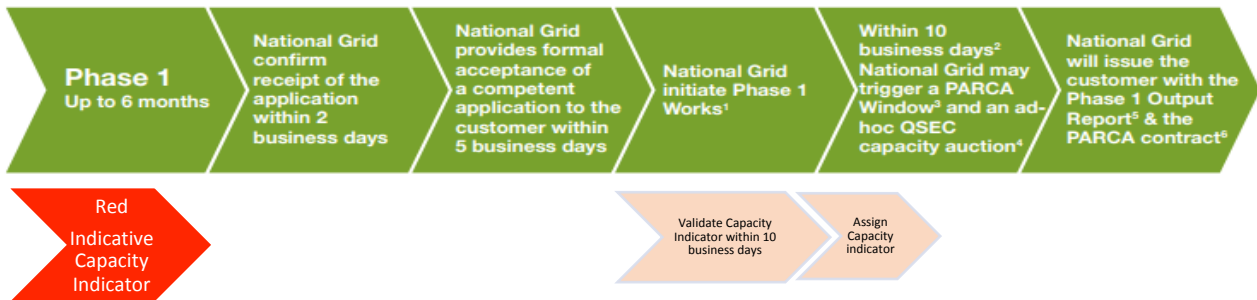 Phase 1
Up to 6 months
National Grid
confirm
receipt of the
application
within 2
business days
National Grid
provides formal
acceptance of
a competent
application to the
customer within
5 business days
National Grid
initiate Phase 1
Works¹
Within 10
business days²
National Grid may
trigger a PARCA
Window³ and an ad-
hoc QSEC
capacity auction⁴
National Grid
will issue the
customer with the
Phase 1 Output
Report⁵ & the
PARCA contract⁶
Red
Indicative
Capacity
Indicator
Validate Capacity
Indicator within 10
business days
Assign
Capacity
indicator